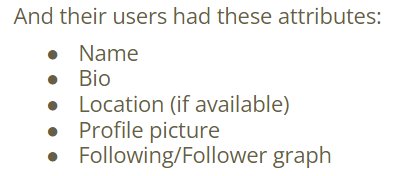 And their users had these attributes:
● Name
● Bio
● Location (if available)
● Profile picture
● Following/Follower graph